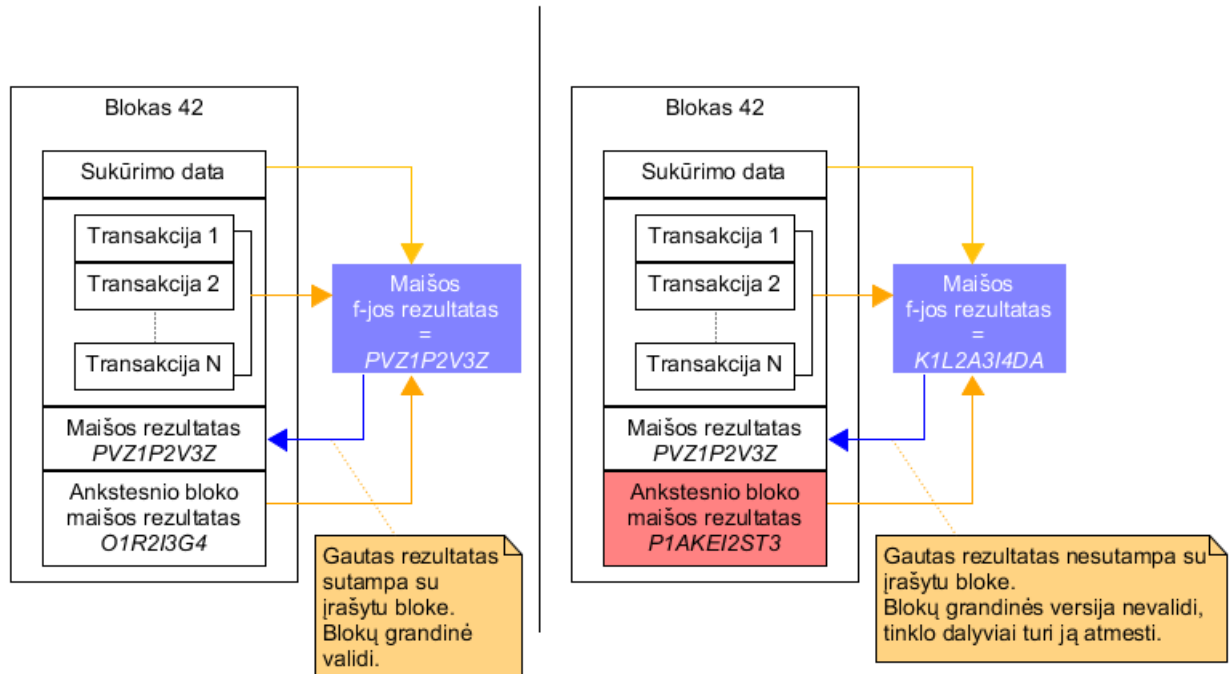 Blokas 42
Sukūrimo data
Transakcija 1
Transakcija 2
Transakcija N
Maišos rezultatas
PVZ1P2V3Z
Ankstesnio bloko
maišos rezultatas
O1R2I3G4
Maišos
f-jos rezultatas
=
PVZ1P2V3Z
Gautas rezultatas
sutampa su
įrašytu bloke.
Blokų grandinė
validi.
Blokas 42
Sukūrimo data
Transakcija 1
Transakcija 2
Transakcija N
Maišos rezultatas
PVZ1P2V3Z
Ankstesnio bloko
maišos rezultatas
P1AKEI2ST3
Maišos
f-jos rezultatas
=
K1L2A3I4DA
Gautas rezultatas nesutampa su
įrašytu bloke.
Blokų grandinės versija nevalidi,
tinklo dalyviai turi ją atmesti.